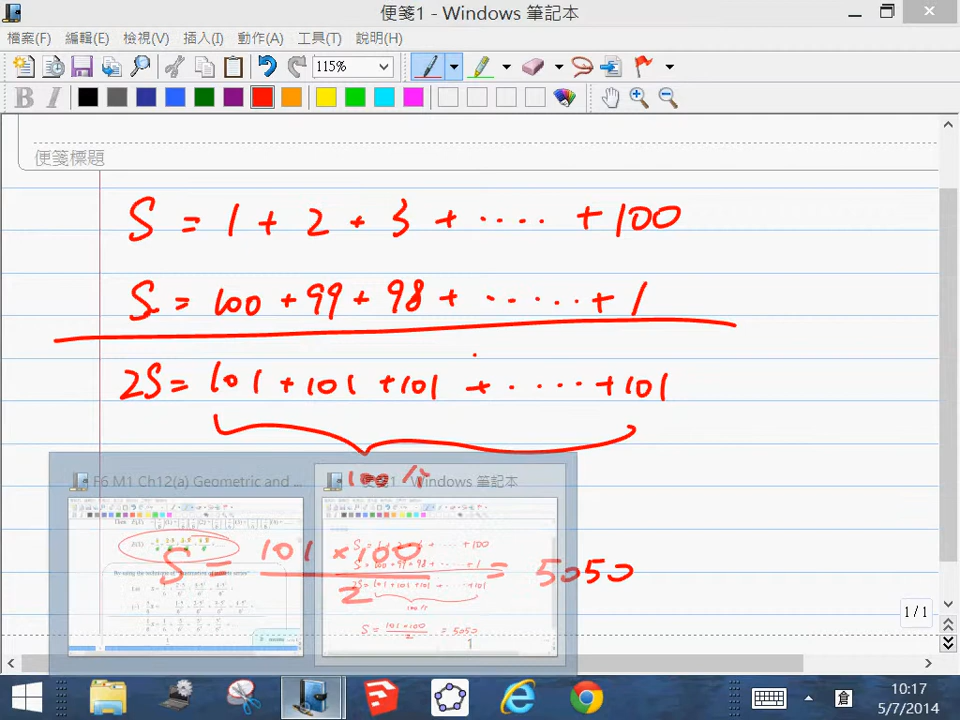 便箋1 - Windows 筆記本
檔案(F) 編輯(E) 檢視(V) 插入(I) 動作(A) 工具(T) 說明(H)
115%
B I
便箋標題
S = 1 + 2 + 3 + ..... + 100
S = 100 + 99 + 98 + ...... + 1
2S = 101 + 101 + 101 + ..... + 101
100个
F6 M1 Ch12(a) Geometric and ...
便箋1 - Windows 筆記本
S = 101 × 100 / 2 = 5050
1 / 1
倉
10:17
5/7/2014